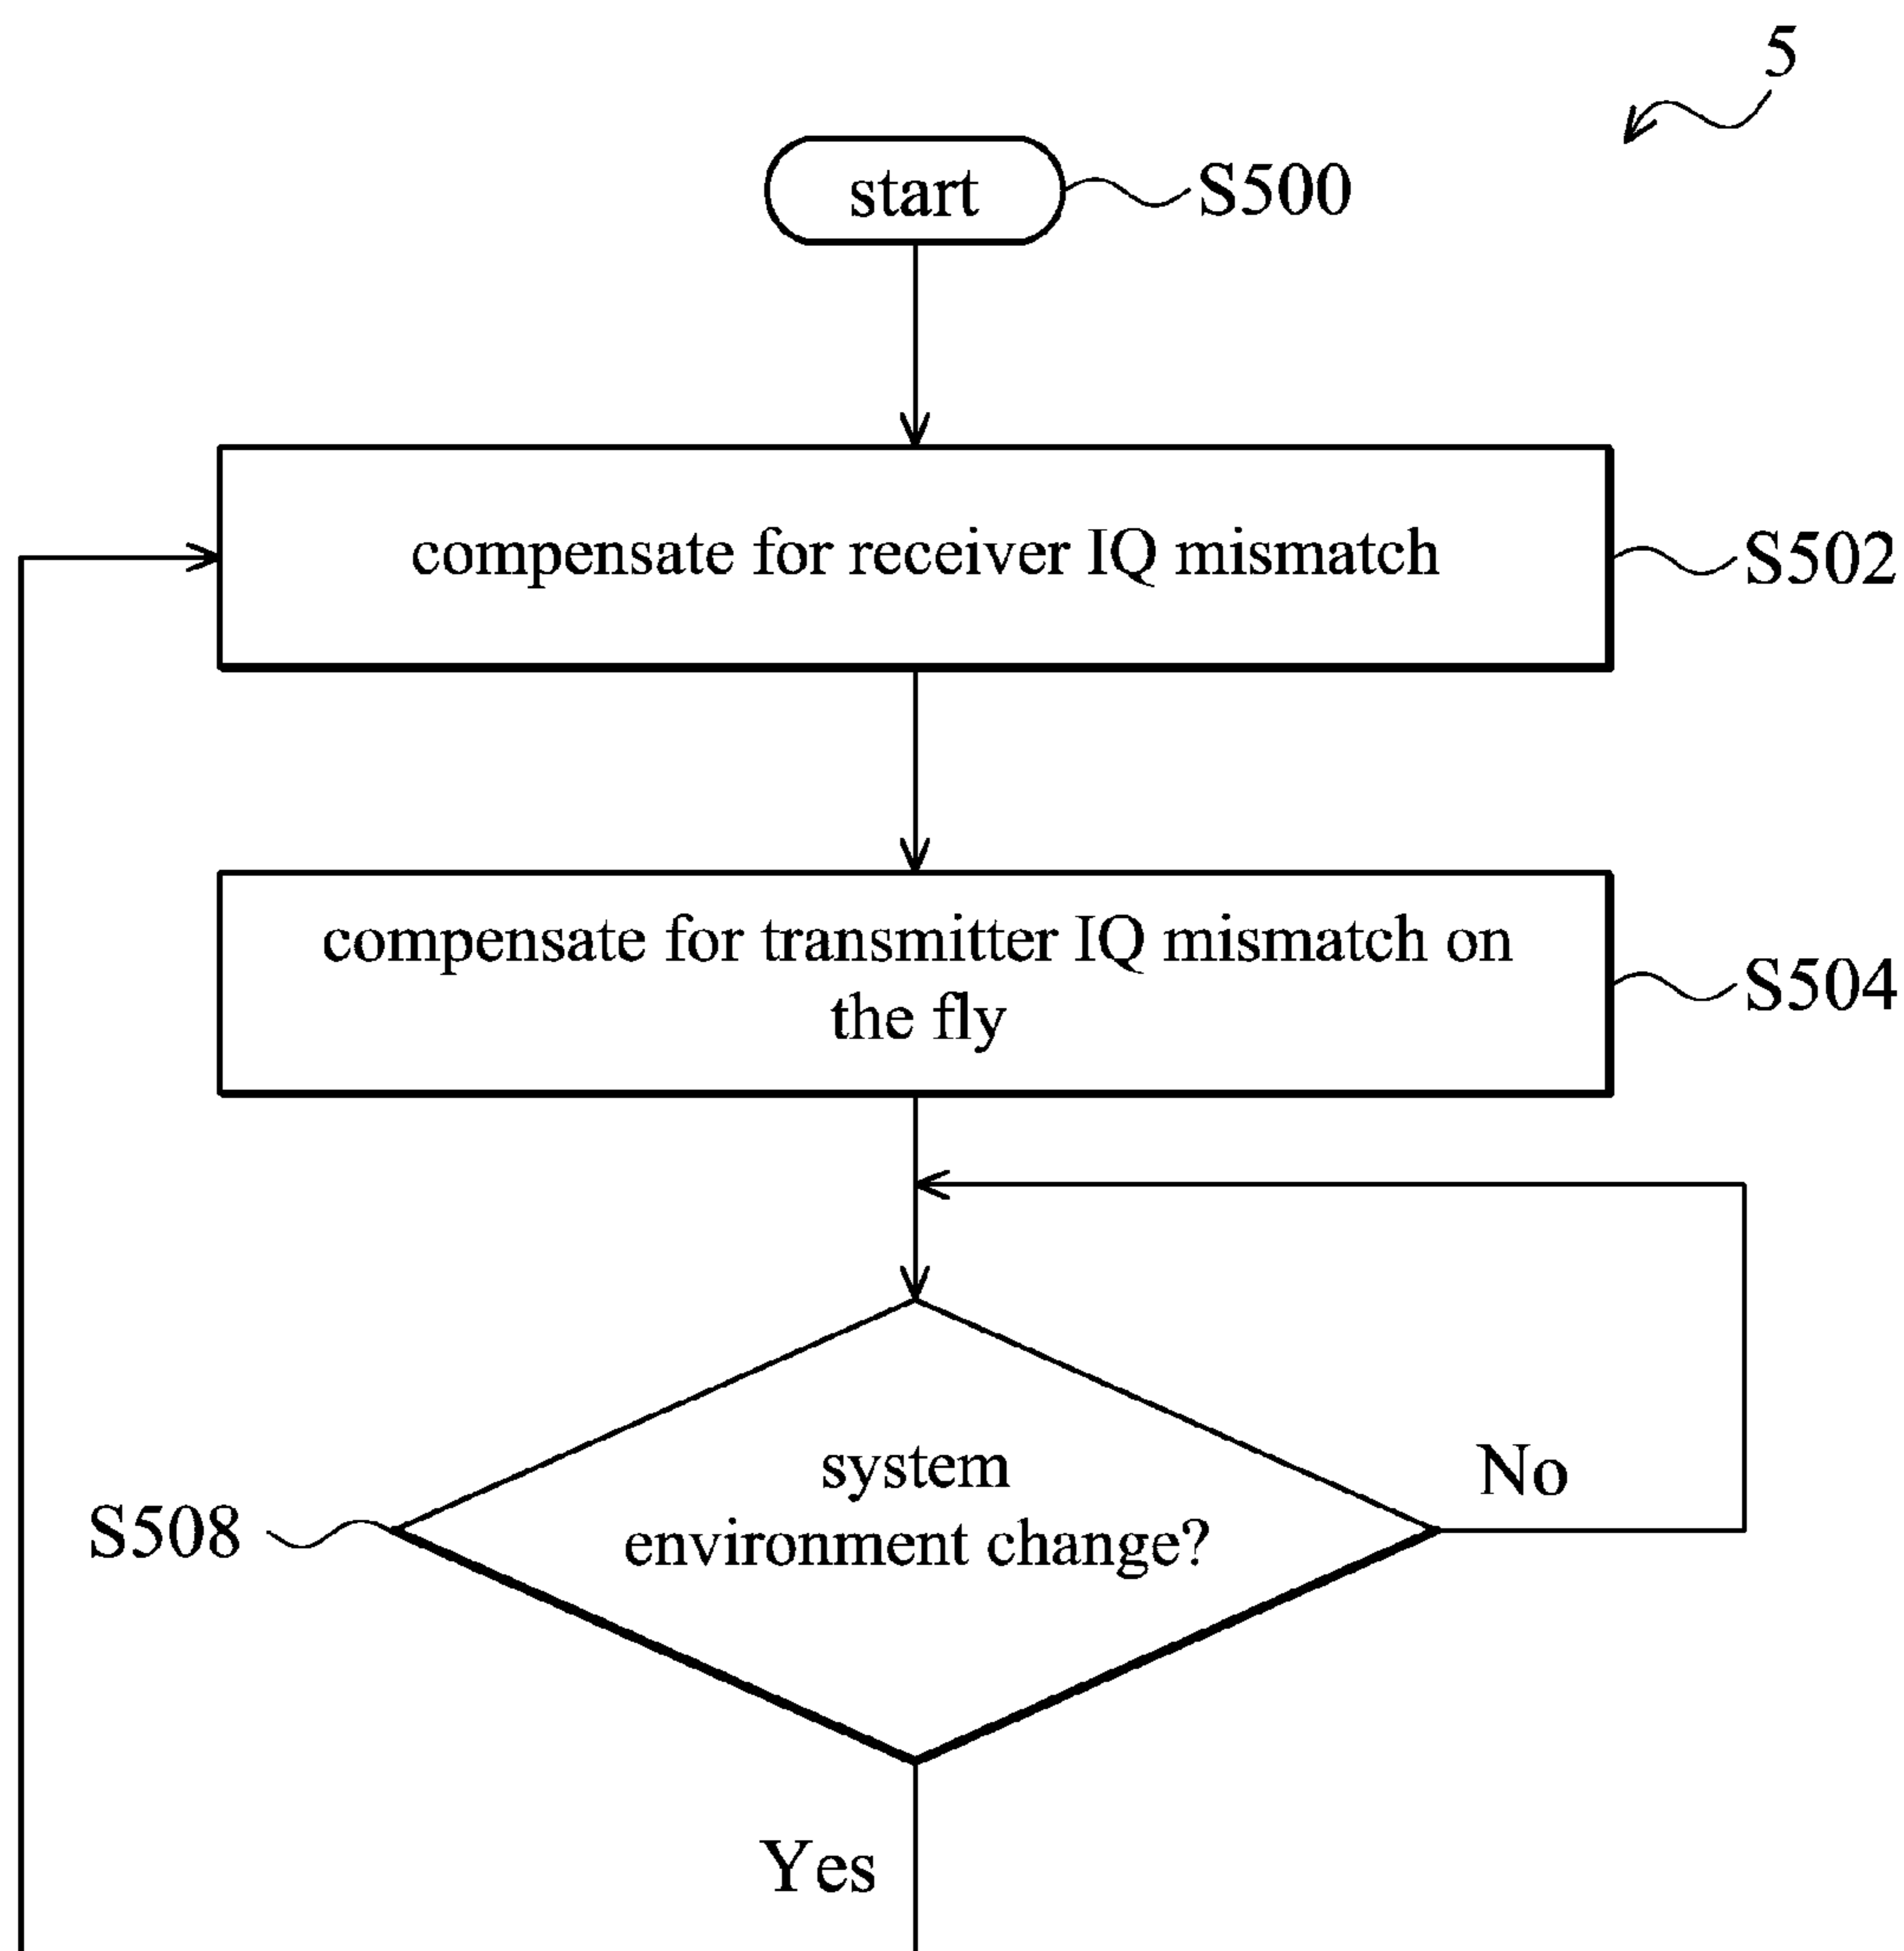 5
start
S500
compensate for receiver IQ mismatch
S502
compensate for transmitter IQ mismatch on
the fly
S504
system
environment change?
No
S508
Yes